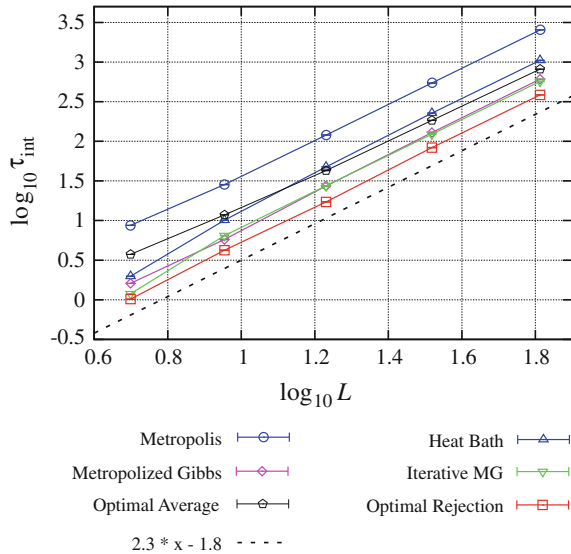 log₁₀ τ_int
3.5
3
2.5
2
1.5
1
0.5
0
-0.5
0.6 0.8 1 1.2 1.4 1.6 1.8
log₁₀ L
Metropolis
Heat Bath
Metropolized Gibbs
Iterative MG
Optimal Average
Optimal Rejection
2.3 * x - 1.8